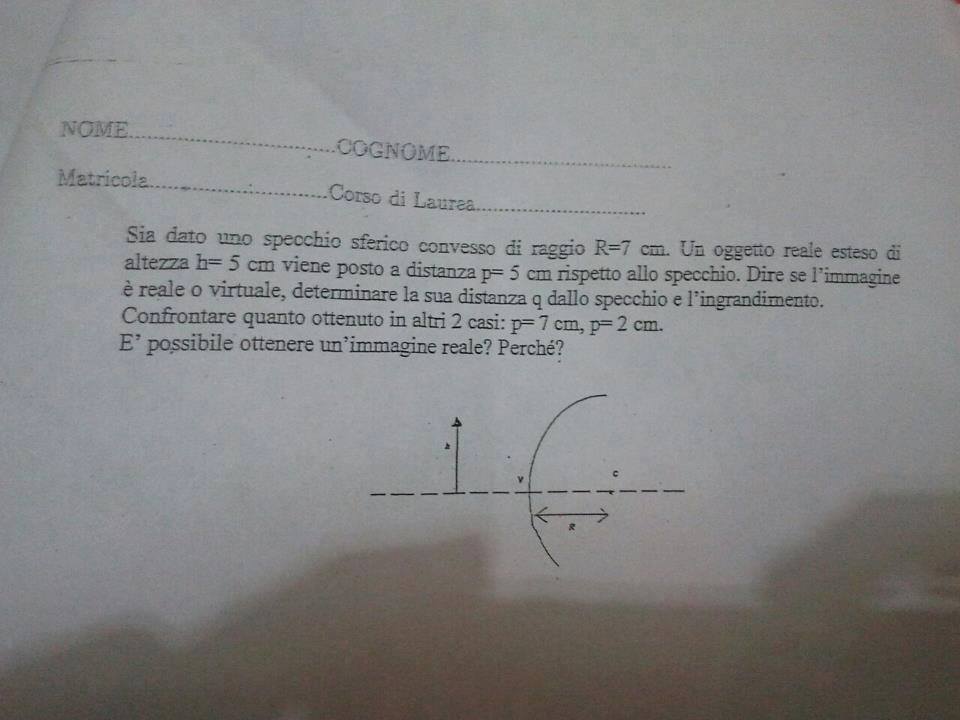 NOME..............................COGNOME..............................
Matricola..............................Corso di Laurea..............................
Sia dato uno specchio sferico convesso di raggio R=7 cm. Un oggetto reale esteso di
altezza h= 5 cm viene posto a distanza p= 5 cm rispetto allo specchio. Dire se l'immagine
è reale o virtuale, determinare la sua distanza q dallo specchio e l'ingrandimento.
Confrontare quanto ottenuto in altri 2 casi: p= 7 cm, p= 2 cm.
E' possibile ottenere un'immagine reale? Perché?
h
V
C
R